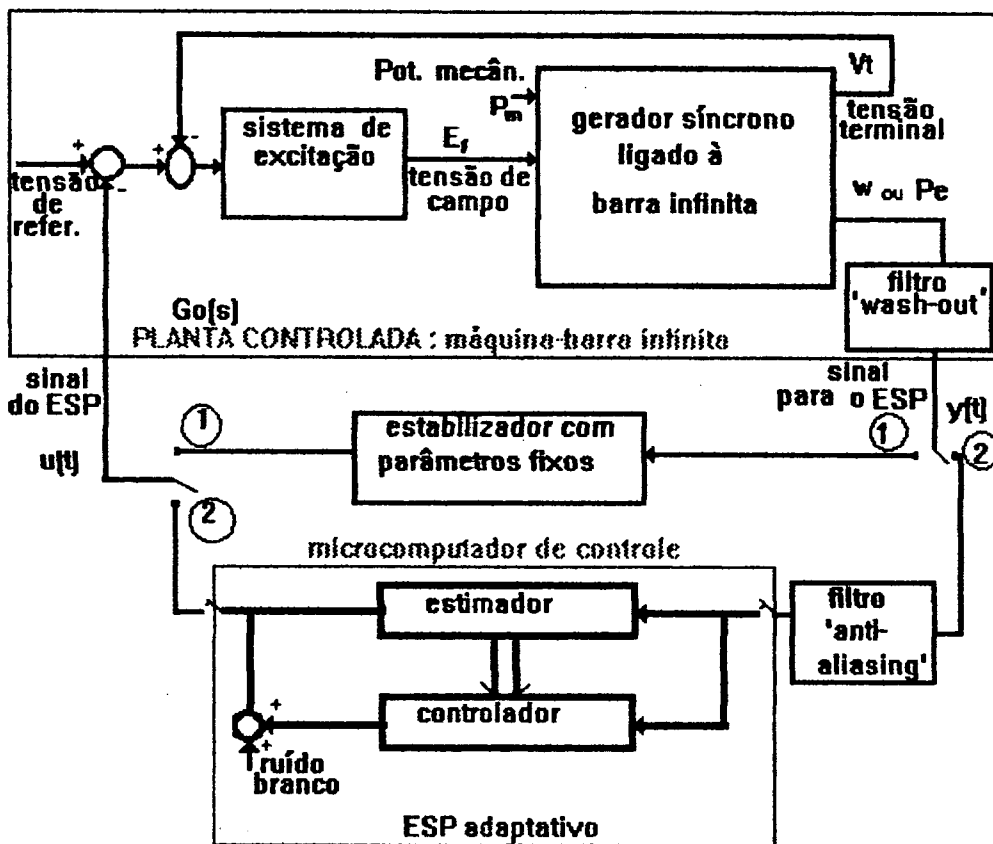 Pot. mecân.
Pm
Vt
tensão
terminal
sistema de
excitação
Ef
tensão de
campo
gerador síncrono
ligado à
barra infinita
+
-
+
-
tensão
de
refer.
w ou Pe
filtro
'wash-out'
Go(s)
PLANTA CONTROLADA : máquina-barra infinita
sinal
do ESP
u(t)
sinal
para o ESP
y(t)
1
estabilizador com
parâmetros fixos
1
2
2
microcomputador de controle
estimador
filtro
'anti-
aliasing'
controlador
+
+
ruído
branco
ESP adaptativo